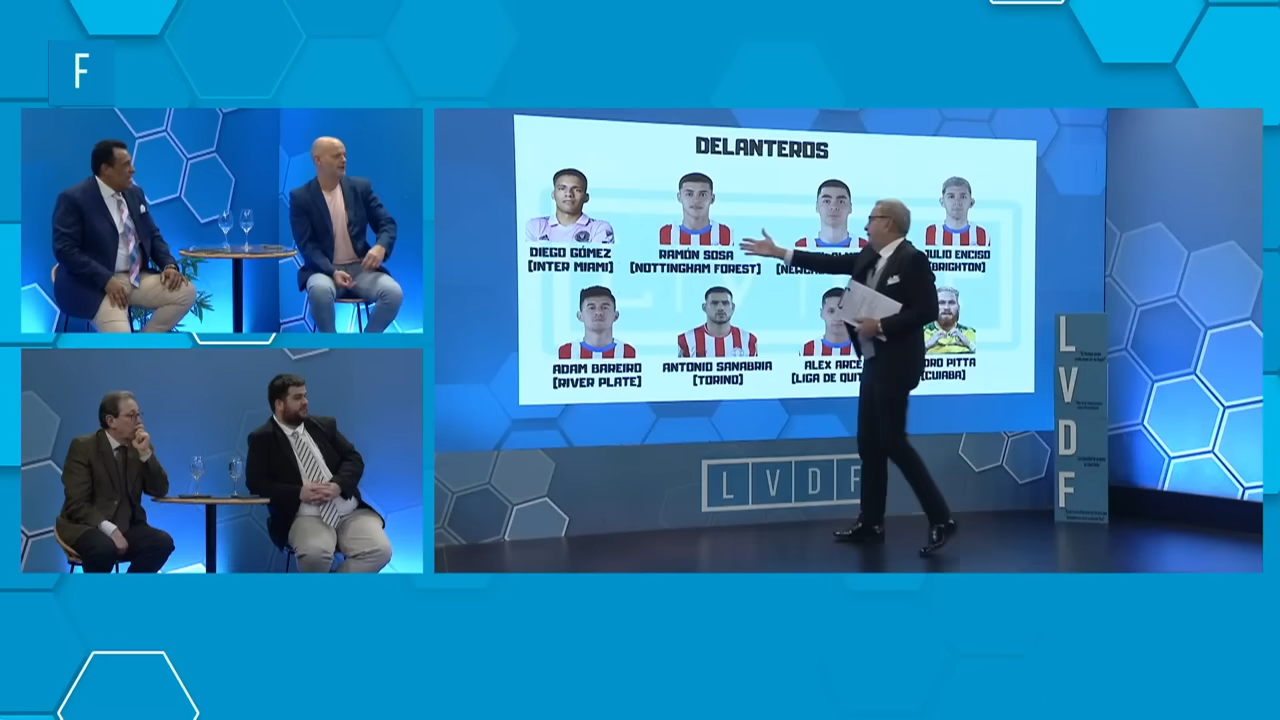 F
DELANTEROS
DIEGO GÓMEZ
[INTER MIAMI]
RAMÓN SOSA
[NOTTINGHAM FOREST]
JULIO ENCISO
[BRIGHTON]
ADAM BAREIRO
[RIVER PLATE]
ANTONIO SANABRIA
[TORINO]
ALEX ARCE
[LIGA DE QUIT
PITTA
[CUIABA]
L V D F
L
V
D
F